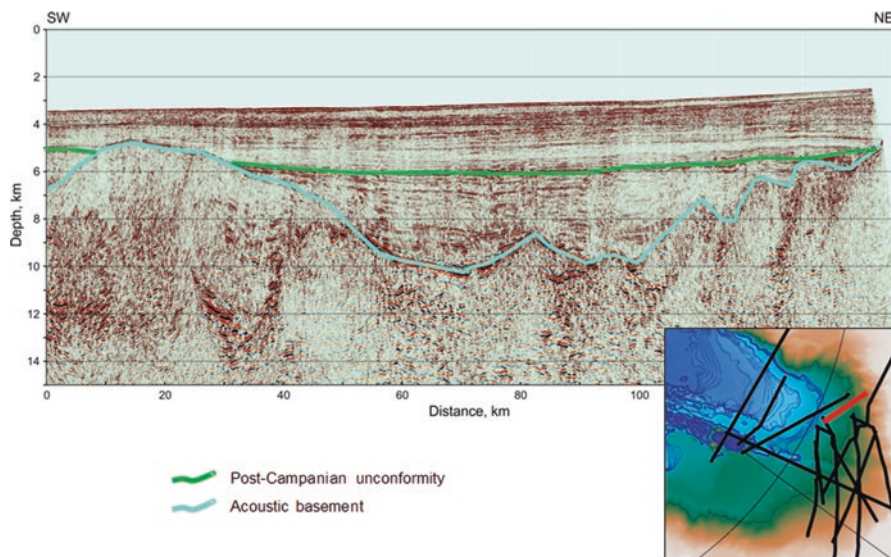 SW NE
0
2
4
6
8
10
12
14
Depth, km
0 20 40 60 80 100
Distance, km
Post-Campanian unconformity
Acoustic basement